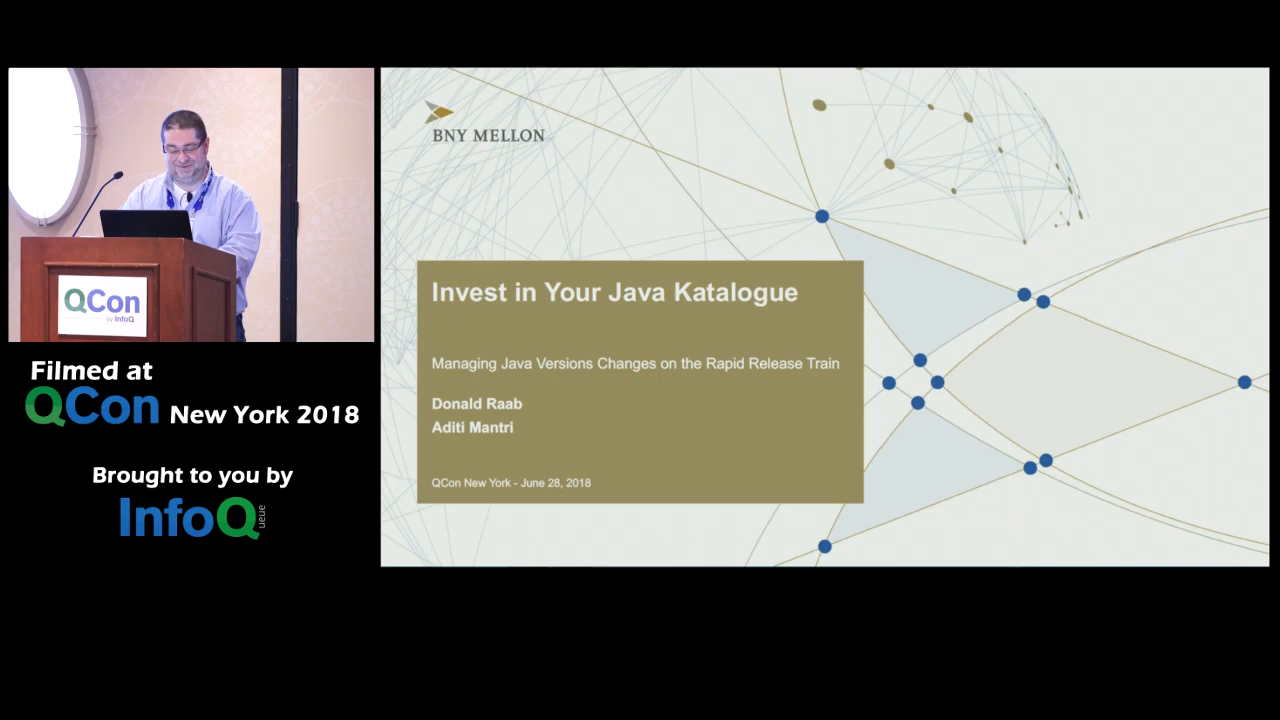 QCon
by InfoQ
Filmed at
QCon New York 2018
Brought to you by
InfoQueue
BNY MELLON
Invest in Your Java Katalogue
Managing Java Versions Changes on the Rapid Release Train
Donald Raab
Aditi Mantri
QCon New York - June 28, 2018